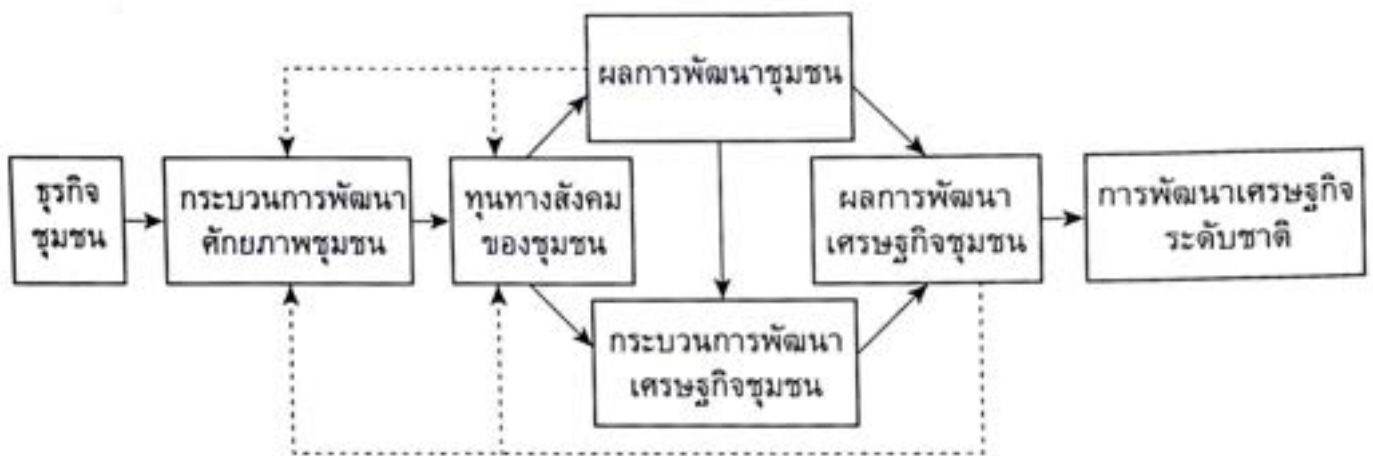 ผลการพัฒนาชุมชน
ธุรกิจ
ชุมชน
กระบวนการพัฒนา
ศักยภาพชุมชน
ทุนทางสังคม
ของชุมชน
ผลการพัฒนา
เศรษฐกิจชุมชน
การพัฒนาเศรษฐกิจ
ระดับชาติ
กระบวนการพัฒนา
เศรษฐกิจชุมชน